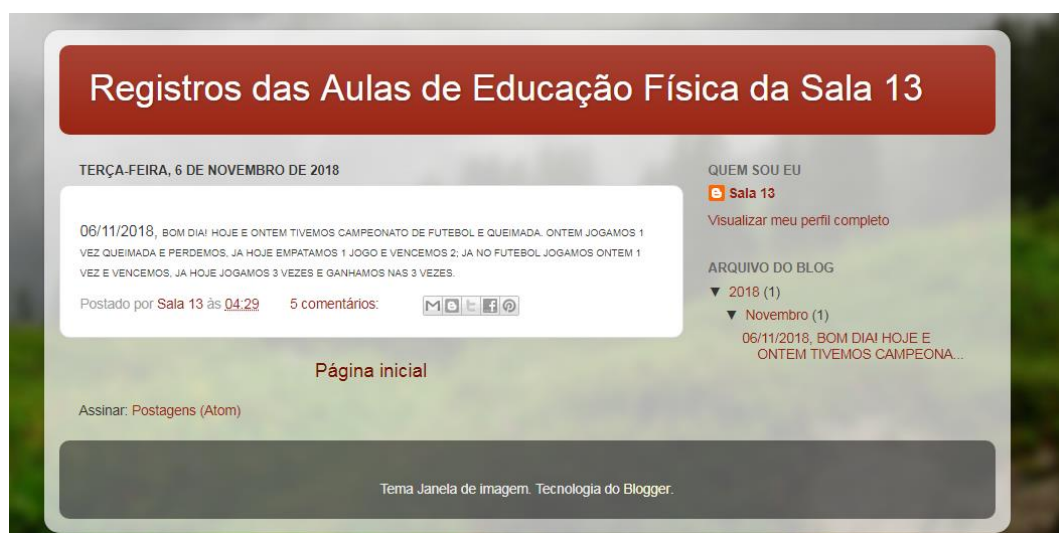 Registros das Aulas de Educação Física da Sala 13
TERÇA-FEIRA, 6 DE NOVEMBRO DE 2018
06/11/2018, BOM DIA! HOJE E ONTEM TIVEMOS CAMPEONATO DE FUTEBOL E QUEIMADA. ONTEM JOGAMOS 1
VEZ QUEIMADA E PERDEMOS, JA HOJE EMPATAMOS 1 JOGO E VENCEMOS 2; JA NO FUTEBOL JOGAMOS ONTEM 1
VEZ E VENCEMOS, JA HOJE JOGAMOS 3 VEZES E GANHAMOS NAS 3 VEZES.
Postado por Sala 13 às 04:29 5 comentários:
Página inicial
Assinar: Postagens (Atom)
QUEM SOU EU
Sala 13
Visualizar meu perfil completo
ARQUIVO DO BLOG
▼ 2018 (1)
▼ Novembro (1)
06/11/2018, BOM DIA! HOJE E
ONTEM TIVEMOS CAMPEONA...
Tema Janela de imagem. Tecnologia do Blogger.